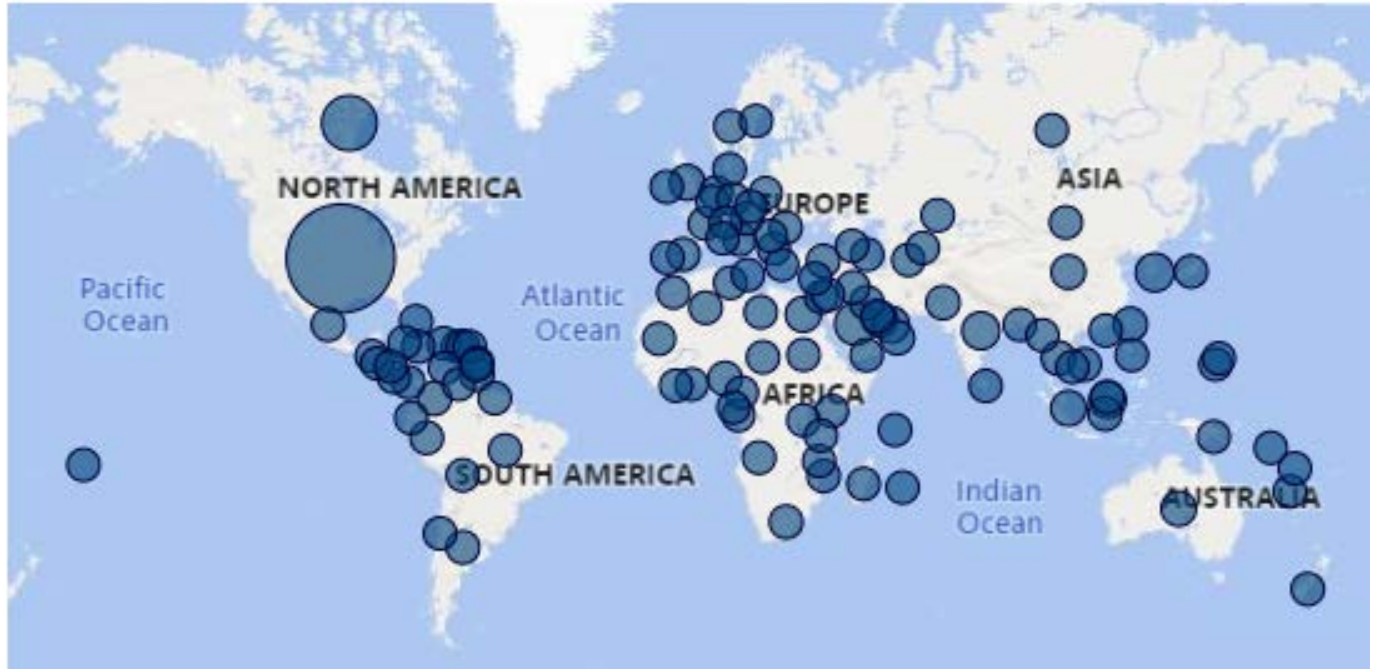 NORTH AMERICA
ASIA
EUROPE
Pacific
Ocean
Atlantic
Ocean
AFRICA
SOUTH AMERICA
Indian
Ocean
AUSTRALIA